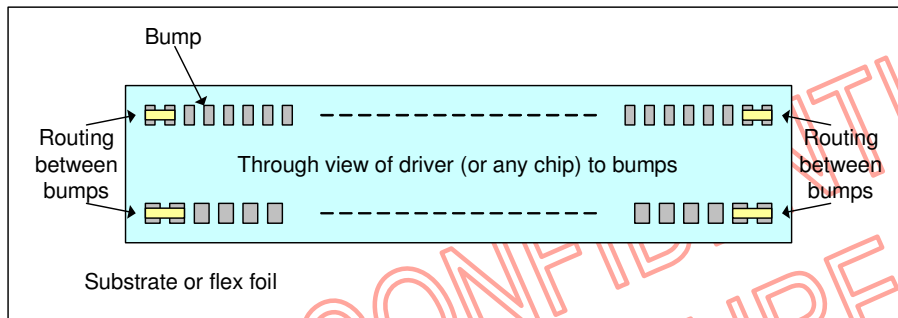 Bump
Routing
between
bumps
Routing
between
bumps
Through view of driver (or any chip) to bumps
Substrate or flex foil